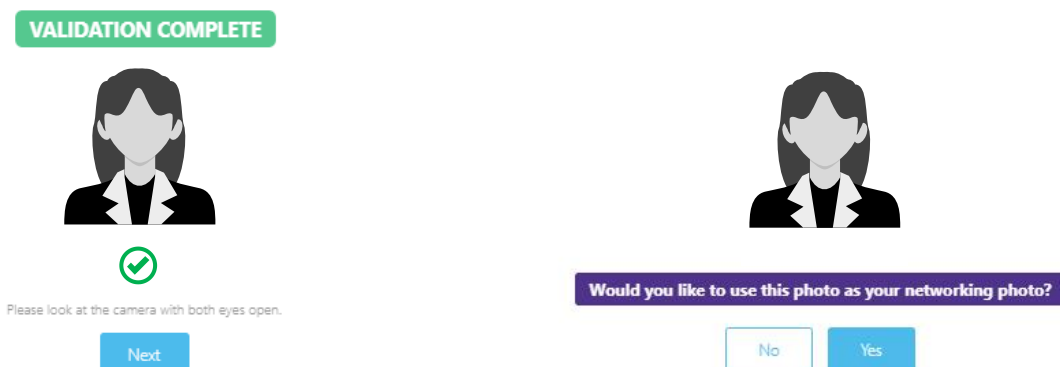 VALIDATION COMPLETE
Please look at the camera with both eyes open.
Next
Would you like to use this photo as your networking photo?
No
Yes